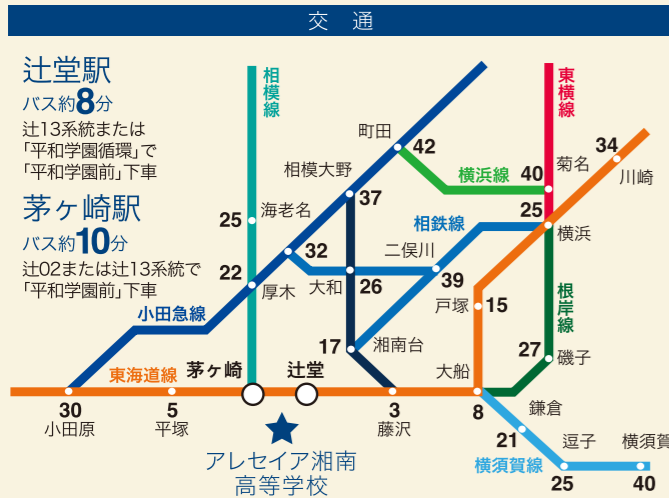 交 通
辻堂駅
バス約8分
辻13系統または
「平和学園循環」で
「平和学園前」下車
茅ヶ崎駅
バス約10分
辻02または辻13系統で
「平和学園前」下車
相模線
東横線
町田
42
34
川崎
横浜線
40
菊名
相模大野
37
25
海老名
相鉄線
25
横浜
32
二俣川
22
厚木
大和
26
39
戸塚
15
根岸線
小田急線
17
湘南台
27
磯子
東海道線
茅ヶ崎
辻堂
大船
30
小田原
5
平塚
3
藤沢
8
鎌倉
21
逗子
横須賀
横須賀線
25
40
アレセイア湘南
高等学校